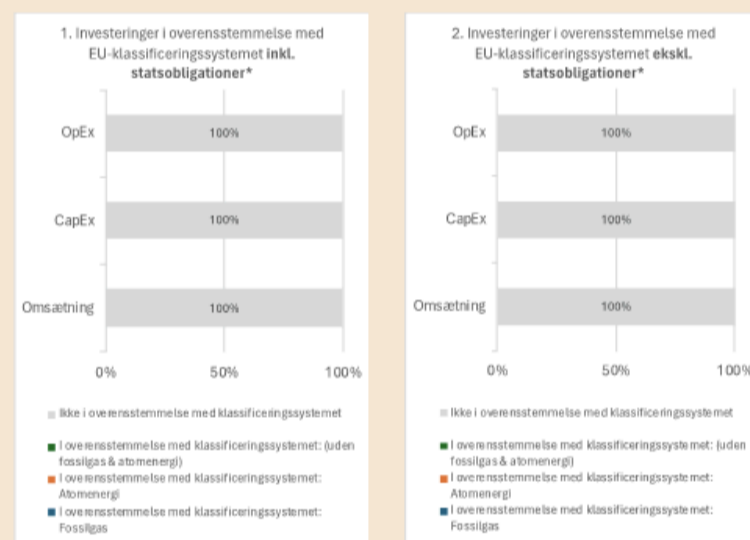 1. Investeringer i overensstemmelse med
EU-klassificeringssystemet inkl.
statsobligationer*
OpEx
100%
CapEx
100%
Omsætning
100%
0%
50%
100%
Ikke i overensstemmelse med klassificeringssystemet
I overensstemmelse med klassificeringssystemet: (uden
fossilgas & atomenergi)
I overensstemmelse med klassificeringssystemet:
Atomenergi
I overensstemmelse med klassificeringssystemet:
Fossilgas
2. Investeringer i overensstemmelse med
EU-klassificeringssystemet ekskl.
statsobligationer*
OpEx
100%
CapEx
100%
Omsætning
100%
0%
50%
100%
Ikke i overensstemmelse med klassificeringssystemet
I overensstemmelse med klassificeringssystemet: (uden
fossilgas & atomenergi)
I overensstemmelse med klassificeringssystemet:
Atomenergi
I overensstemmelse med klassificeringssystemet:
Fossilgas